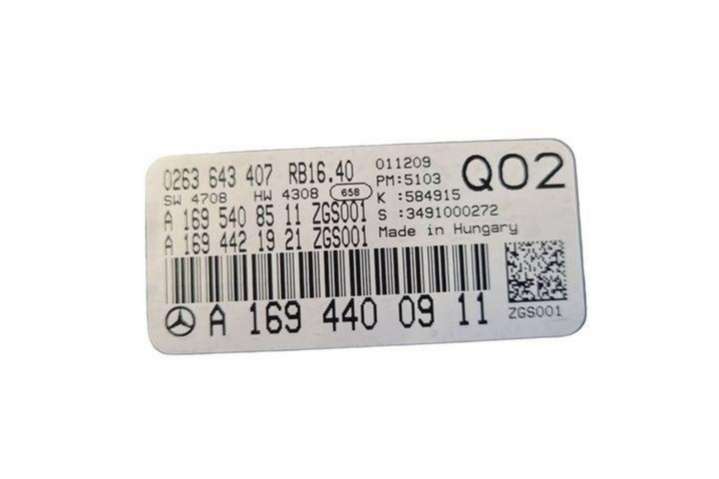 0263 643 407 RB16.40
SW 4708 HW 4308 658
A 169 540 85 11 ZGS001
A 169 442 19 21 ZGS001
011209
PM:5103
K :584915
S :3491000272
Made in Hungary
Q02
A 169 440 09 11
ZGS001